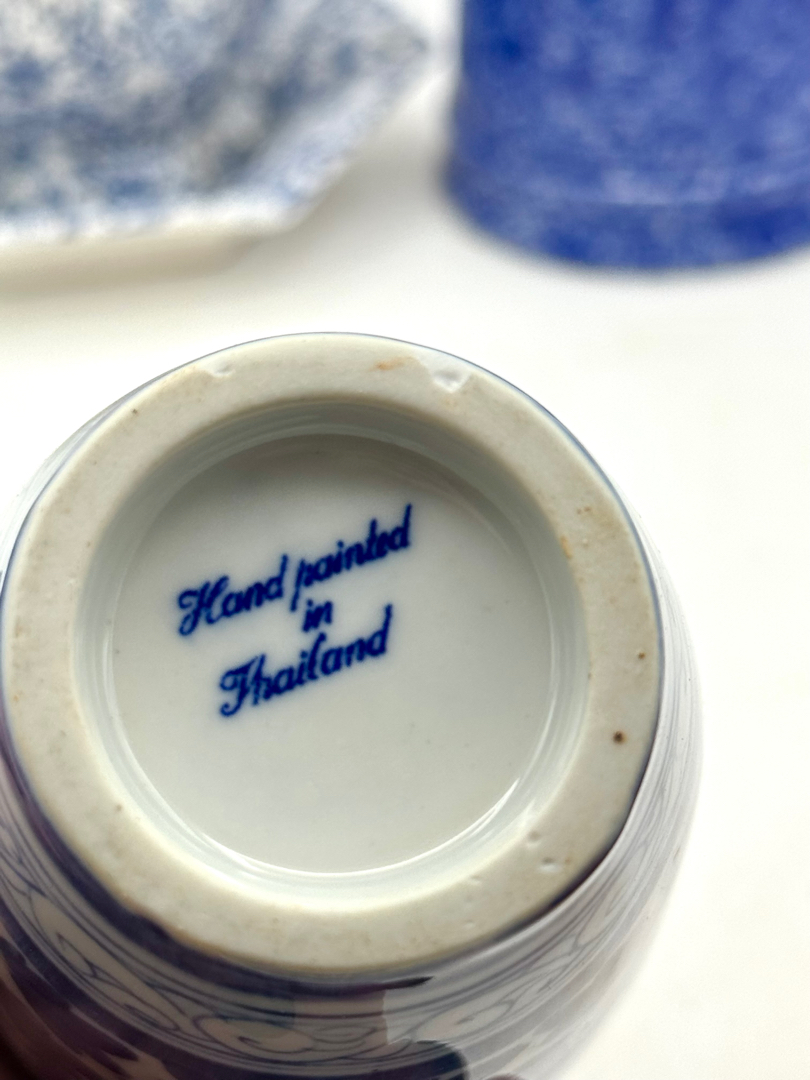 Hand painted
in
Thailand